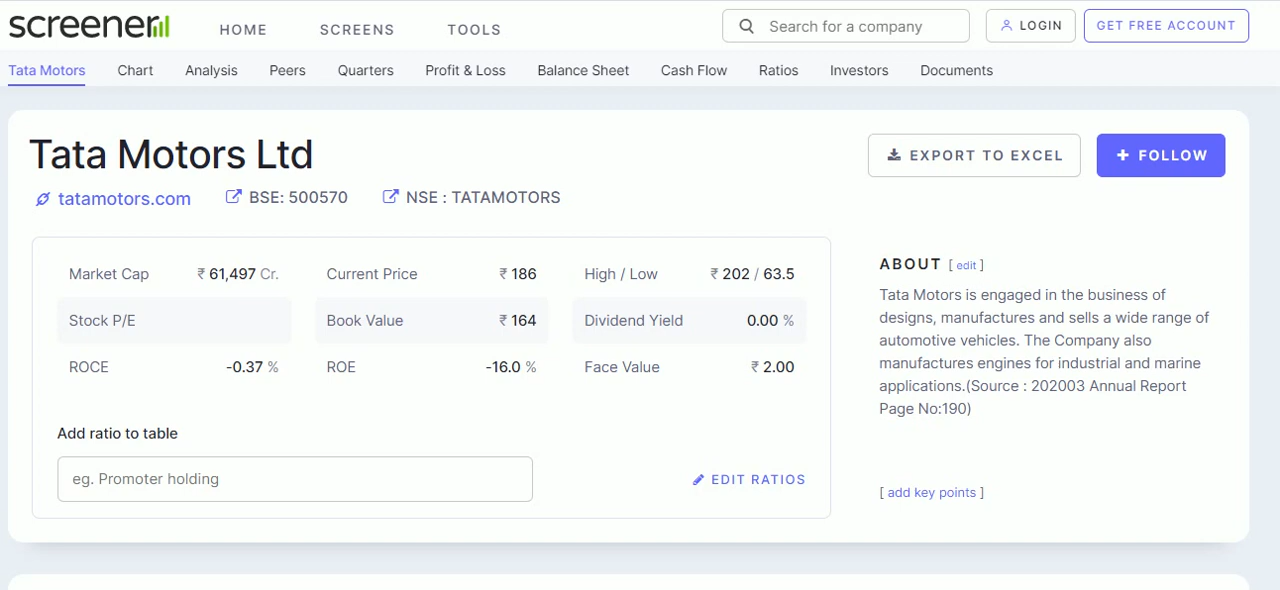 screener
HOME SCREENS TOOLS Search for a company LOGIN GET FREE ACCOUNT
Tata Motors Chart Analysis Peers Quarters Profit & Loss Balance Sheet Cash Flow Ratios Investors Documents
Tata Motors Ltd
EXPORT TO EXCEL + FOLLOW
tatamotors.com BSE: 500570 NSE : TATAMOTORS
Market Cap ₹ 61,497 Cr. Current Price ₹ 186 High / Low ₹ 202 / 63.5
Stock P/E Book Value ₹ 164 Dividend Yield 0.00 %
ROCE -0.37 % ROE -16.0 % Face Value ₹ 2.00
Add ratio to table
eg. Promoter holding EDIT RATIOS
ABOUT [ edit ]
Tata Motors is engaged in the business of
designs, manufactures and sells a wide range of
automotive vehicles. The Company also
manufactures engines for industrial and marine
applications.(Source : 202003 Annual Report
Page No:190)
[ add key points ]